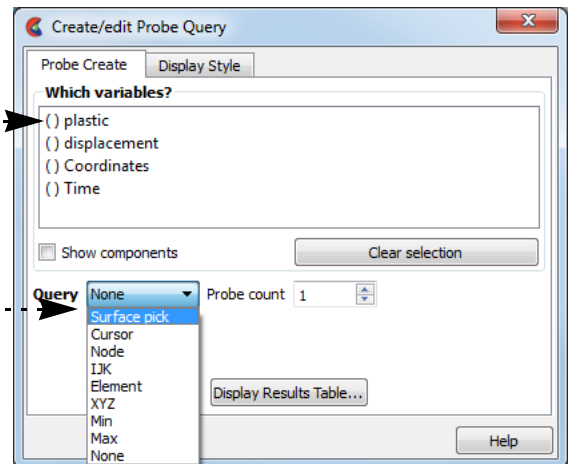 Create/edit Probe Query
Probe Create Display Style
Which variables?
( ) plastic
( ) displacement
( ) Coordinates
( ) Time
Show components Clear selection
Query None Probe count 1
Surface pick
Cursor
Node
IJK
Element
XYZ
Display Results Table...
Min
Max
None
Help